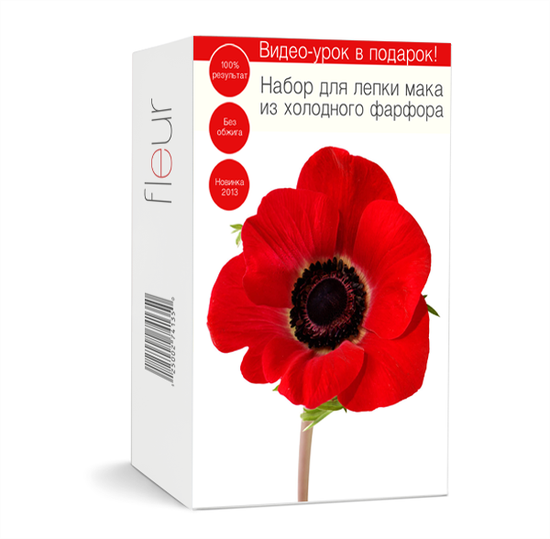 Видео-урок в подарок!
100%
результат
Набор для лепки мака
из холодного фарфора
Без
обжига
Новинка
2013
fleur